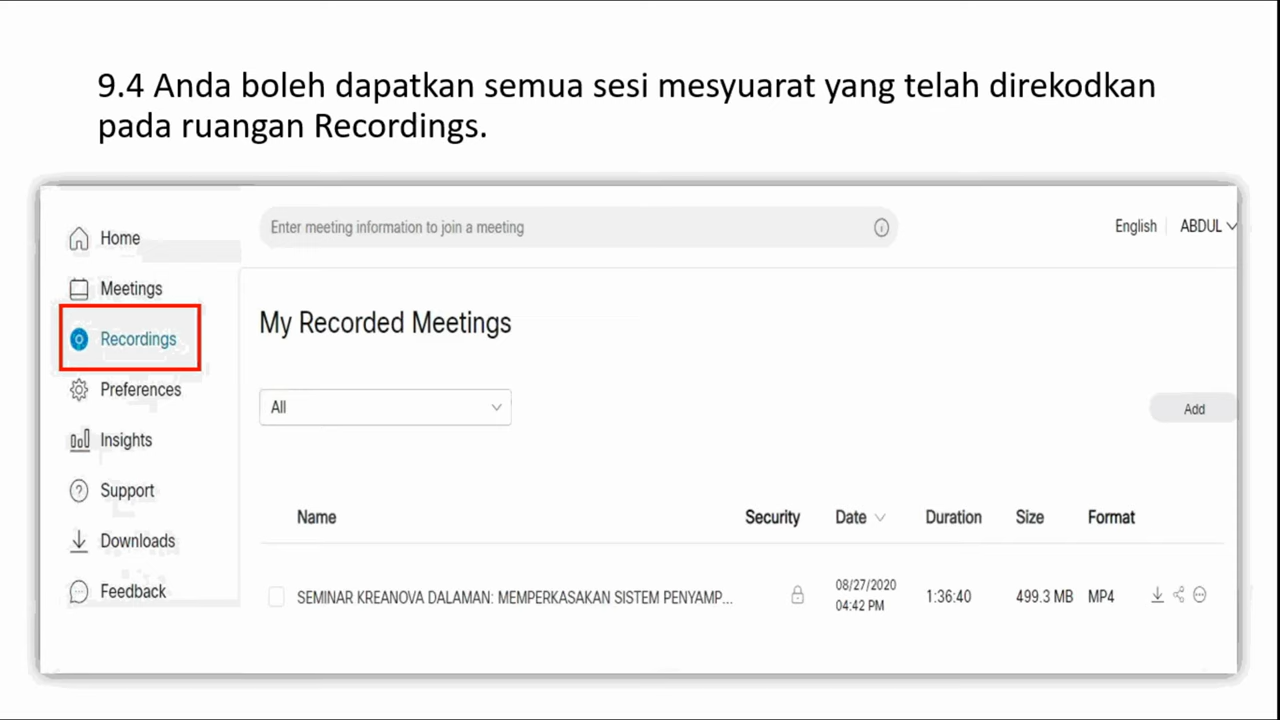 9.4 Anda boleh dapatkan semua sesi mesyuarat yang telah direkodkan
pada ruangan Recordings.
Home
Enter meeting information to join a meeting
English
ABDUL
Meetings
Recordings
Preferences
Insights
Support
Downloads
Feedback
My Recorded Meetings
All
Add
Name Security Date Duration Size Format
SEMINAR KREANOVA DALAMAN: MEMPERKASAKAN SISTEM PENYAMP...
08/27/2020
04:42 PM
1:36:40
499.3 MB
MP4